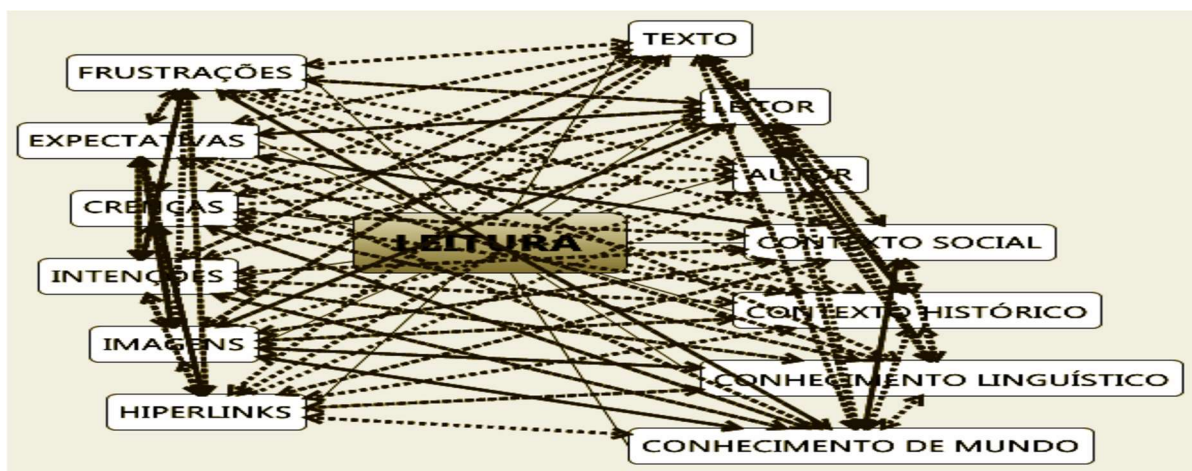 TEXTO
FRUSTRAÇÕES
LEITOR
EXPECTATIVAS
AUTOR
CRENÇAS
LEITURA
CONTEXTO SOCIAL
INTENÇÕES
CONTEXTO HISTÓRICO
IMAGENS
CONHECIMENTO LINGUÍSTICO
HIPERLINKS
CONHECIMENTO DE MUNDO